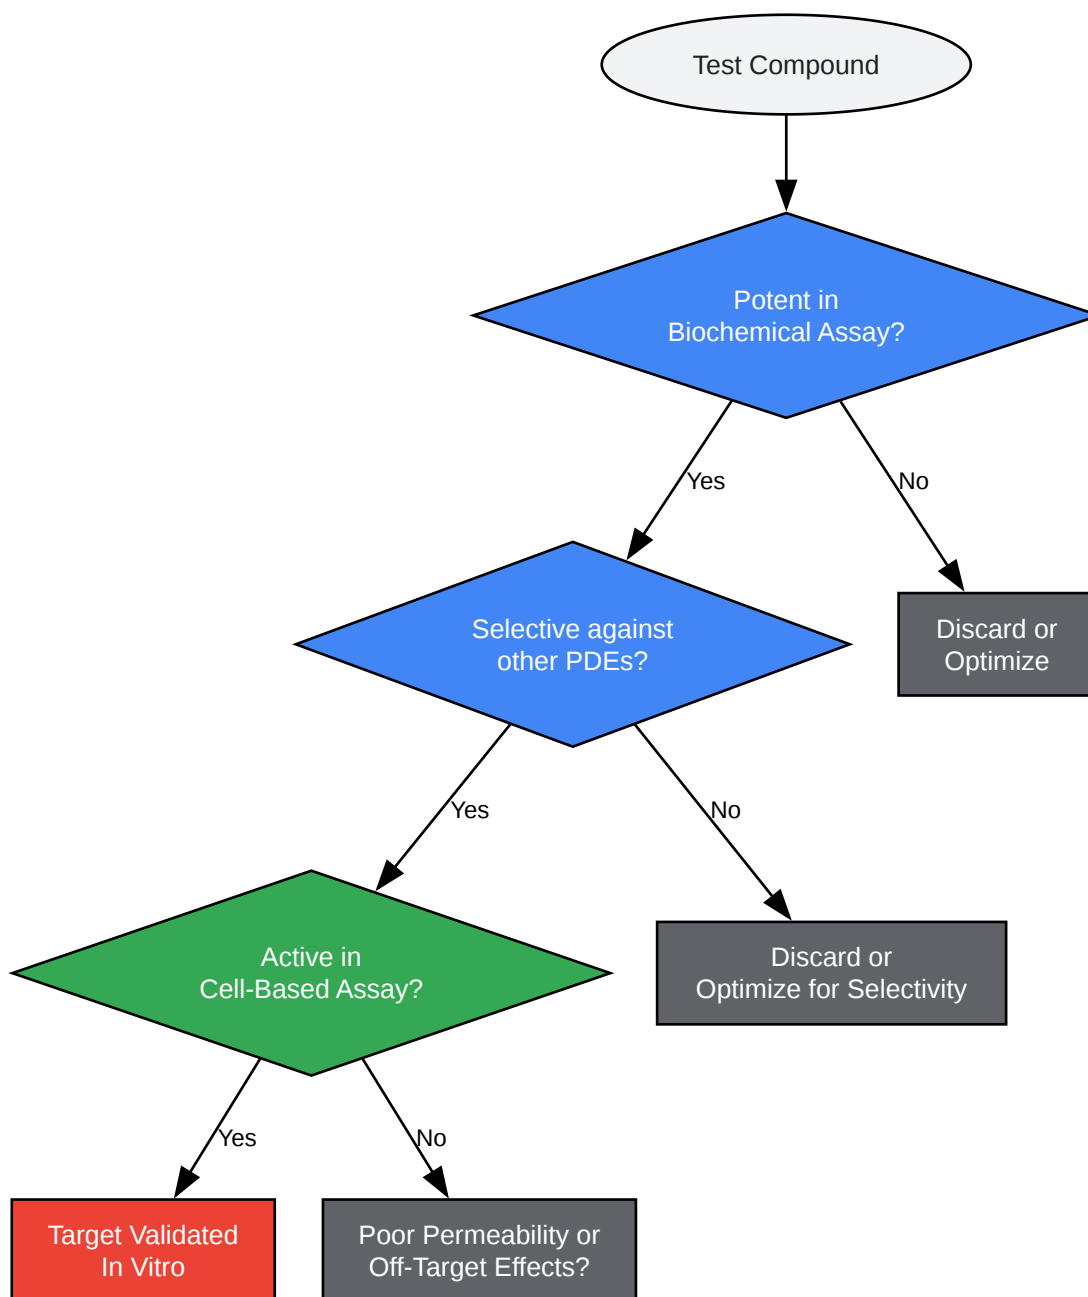 Test Compound
Potent in
Biochemical Assay?
Yes
No
Selective against
other PDEs?
Discard or
Optimize
Yes
No
Active in
Cell-Based Assay?
Discard or
Optimize for Selectivity
Yes
No
Target Validated
In Vitro
Poor Permeability or
Off-Target Effects?